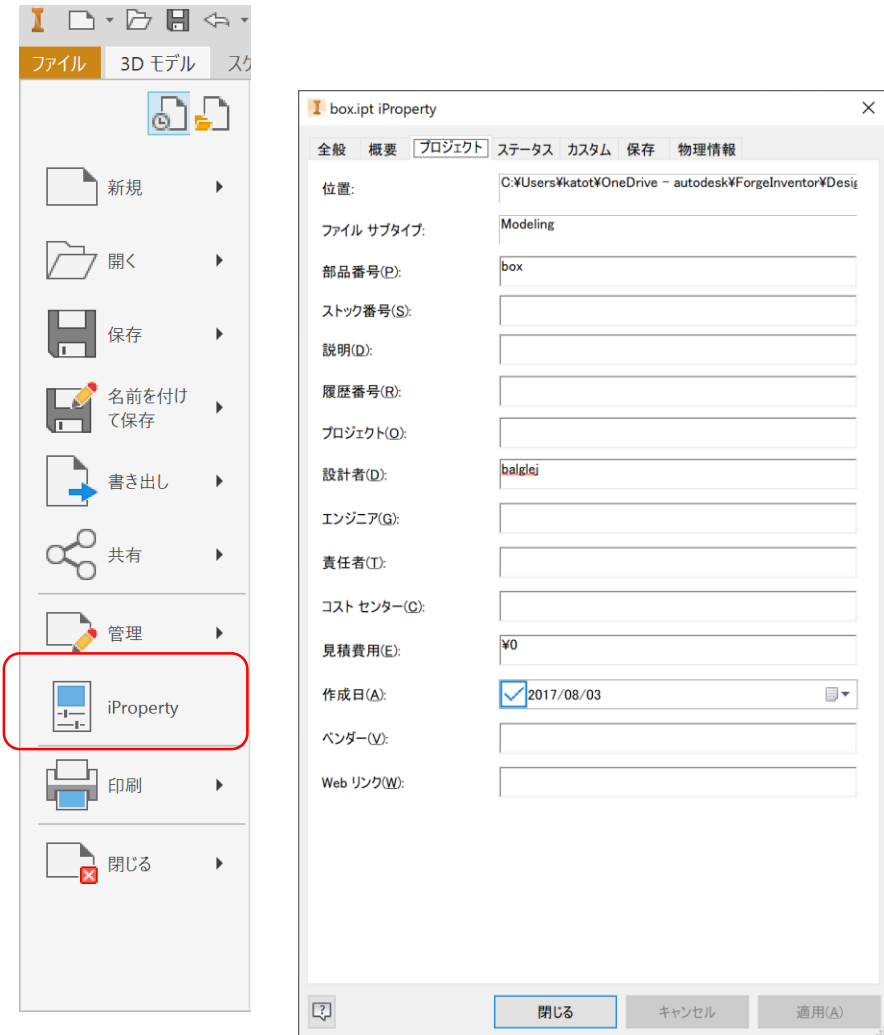 ファイル
3D モデル
スケ
新規
開く
保存
名前を付け
て保存
書き出し
共有
管理
iProperty
印刷
閉じる
box.ipt iProperty
全般 概要 プロジェクト ステータス カスタム 保存 物理情報
位置: C:¥Users¥katot¥OneDrive - autodesk¥ForgeInventor¥Desig
ファイル サブタイプ: Modeling
部品番号(P): box
ストック番号(S):
説明(D):
履歴番号(R):
プロジェクト(O):
設計者(D): balglej
エンジニア(G):
責任者(T):
コスト センター(C):
見積費用(E): ¥0
作成日(A): 2017/08/03
ベンダー(V):
Web リンク(W):
閉じる キャンセル 適用(A)